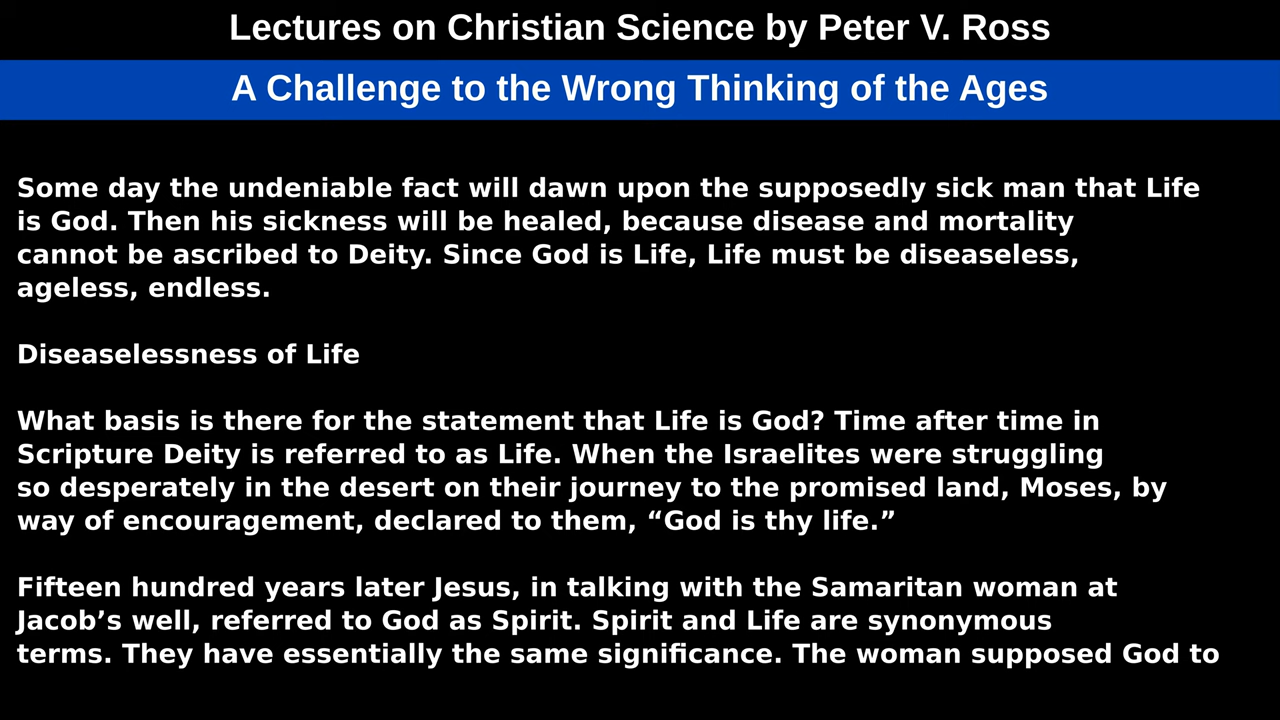 Lectures on Christian Science by Peter V. Ross
A Challenge to the Wrong Thinking of the Ages
Some day the undeniable fact will dawn upon the supposedly sick man that Life
is God. Then his sickness will be healed, because disease and mortality
cannot be ascribed to Deity. Since God is Life, Life must be diseaseless,
ageless, endless.
Diseaselessness of Life
What basis is there for the statement that Life is God? Time after time in
Scripture Deity is referred to as Life. When the Israelites were struggling
so desperately in the desert on their journey to the promised land, Moses, by
way of encouragement, declared to them, “God is thy life.”
Fifteen hundred years later Jesus, in talking with the Samaritan woman at
Jacob’s well, referred to God as Spirit. Spirit and Life are synonymous
terms. They have essentially the same significance. The woman supposed God to